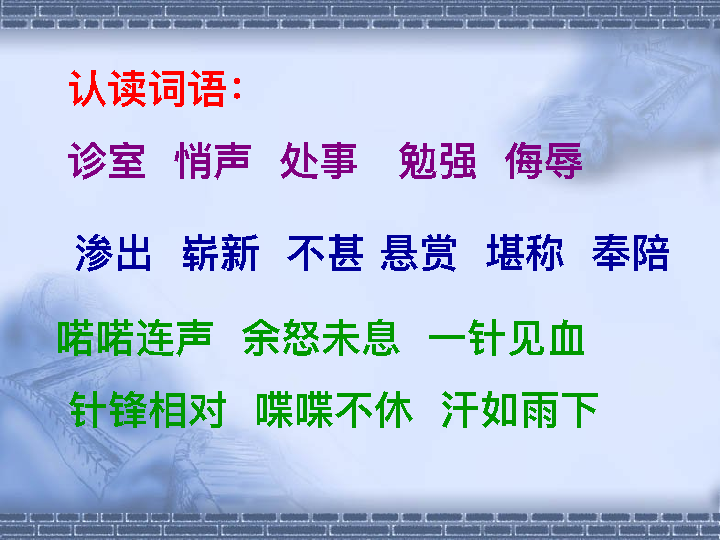 认读词语：
诊室 悄声 处事 勉强 侮辱
渗出 崭新 不甚 悬赏 堪称 奉陪
喏喏连声 余怒未息 一针见血
针锋相对 喋喋不休 汗如雨下